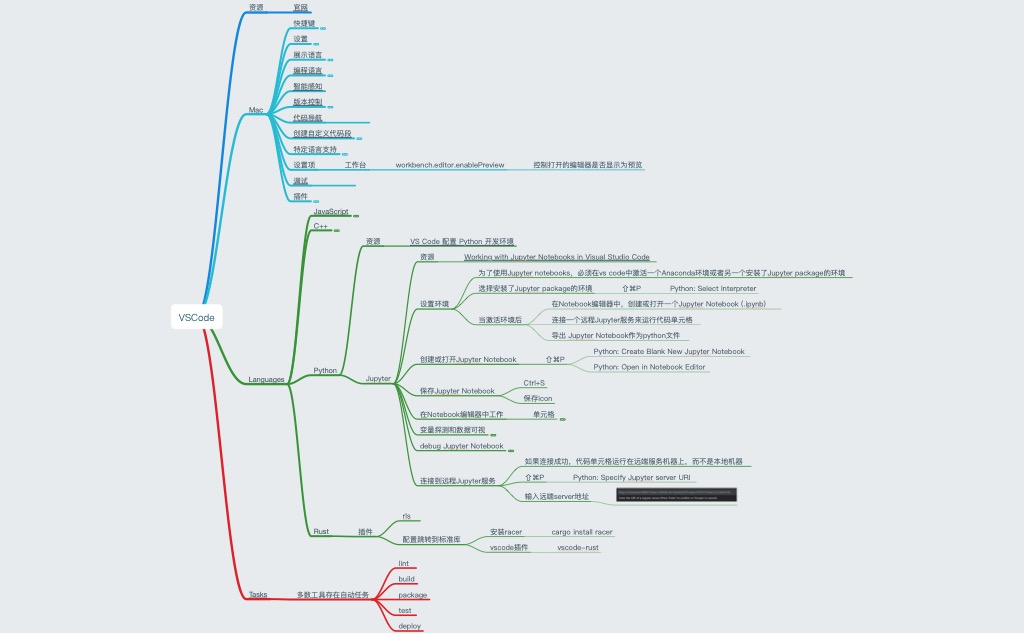 VSCode
资源
官网
Mac
快捷键
设置
展示语言
编程语言
智能感知
版本控制
代码导航
创建自定义代码段
特定语言支持
设置项
工作台
workbench.editor.enablePreview
控制打开的编辑器是否显示为预览
调试
插件
Languages
JavaScript
C++
Python
资源
VS Code 配置 Python 开发环境
Jupyter
资源
Working with Jupyter Notebooks in Visual Studio Code
设置环境
为了使用Jupyter notebooks，必须在vs code中激活一个Anaconda环境或者另一个安装了Jupyter package的环境
选择安装了Jupyter package的环境
⇧⌘P
Python: Select Interpreter
当激活环境后
在Notebook编辑器中，创建或打开一个Jupyter Notebook (.ipynb)
连接一个远程Jupyter服务来运行代码单元格
导出 Jupyter Notebook作为python文件
创建或打开Jupyter Notebook
⇧⌘P
Python: Create Blank New Jupyter Notebook
Python: Open in Notebook Editor
保存Jupyter Notebook
Ctrl+S
保存icon
在Notebook编辑器中工作
单元格
变量探测和数据可视
debug Jupyter Notebook
连接到远程Jupyter服务
如果连接成功，代码单元格运行在远端服务机器上，而不是本地机器
⇧⌘P
Python: Specify Jupyter server URI
输入远端server地址
Rust
插件
rls
配置跳转到标准库
安装racer
cargo install racer
vscode插件
vscode-rust
Tasks
多数工具存在自动任务
lint
build
package
test
deploy